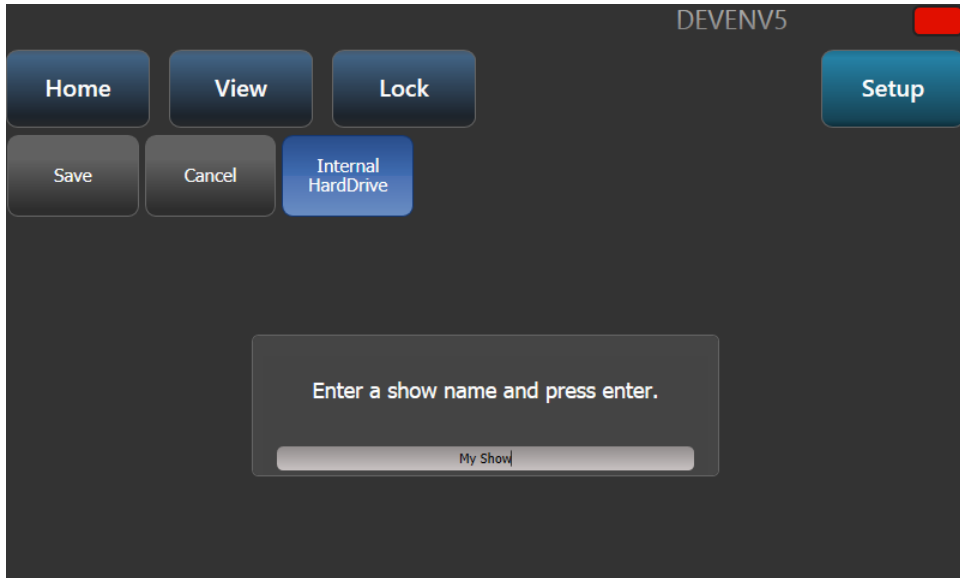 DEVENV5
Home
View
Lock
Setup
Save
Cancel
Internal
HardDrive
Enter a show name and press enter.
My Show